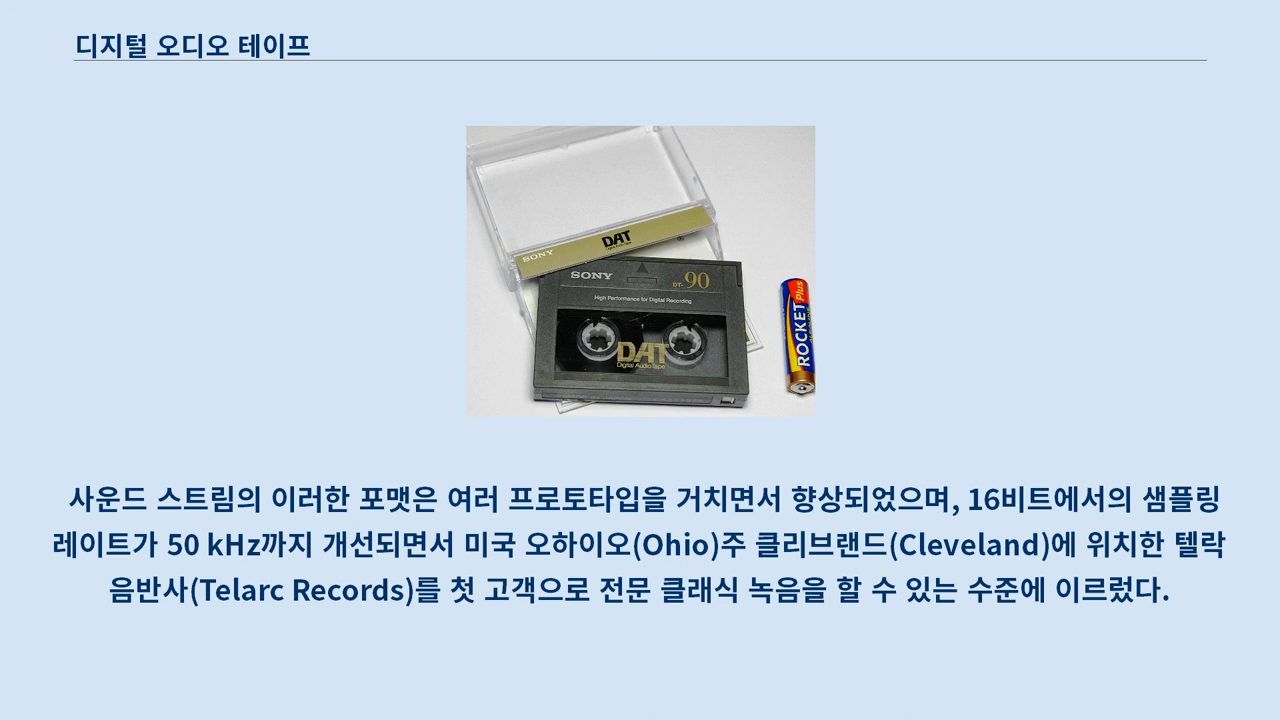 디지털 오디오 테이프
DAT
SONY
SONY
DT-90
High Performance for Digital Recording
DAT
Digital Audio Tape
ROCKET
Plus
사운드 스트림의 이러한 포맷은 여러 프로토타입을 거치면서 향상되었으며, 16비트에서의 샘플링
레이트가 50 kHz까지 개선되면서 미국 오하이오(Ohio)주 클리브랜드(Cleveland)에 위치한 텔락
음반사(Telarc Records)를 첫 고객으로 전문 클래식 녹음을 할 수 있는 수준에 이르렀다.